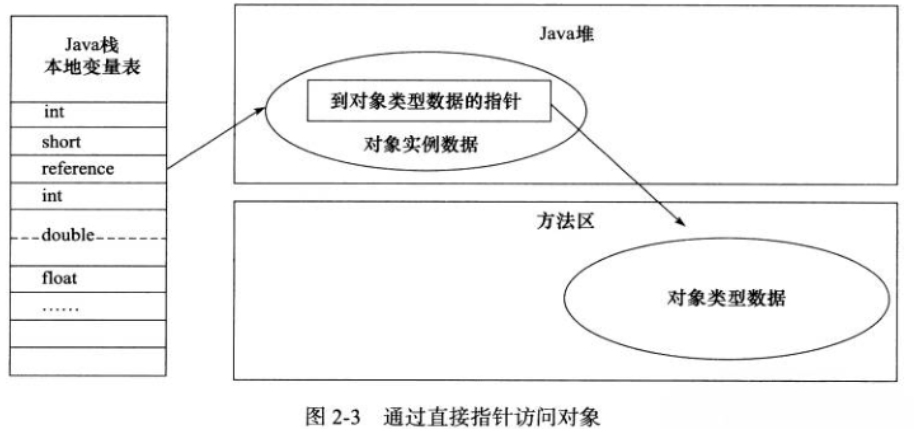 Java栈
本地变量表
int
short
reference
int
double
float
……
Java堆
到对象类型数据的指针
对象实例数据
方法区
对象类型数据
图 2-3 通过直接指针访问对象